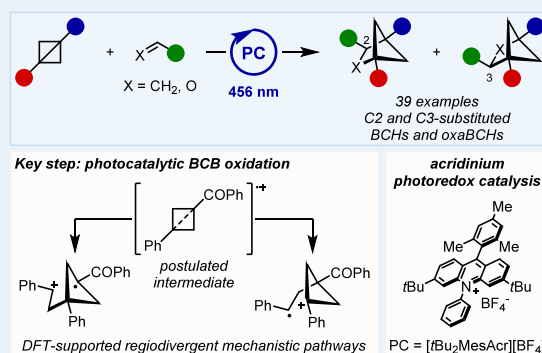 2
X
+
X
PC
+
X
3
X = CH2, O
456 nm
39 examples
C2 and C3-substituted
BCHs and oxaBCHs
Key step: photocatalytic BCB oxidation
COPh
•+
Ph
postulated
intermediate
Ph
+
•
COPh
Ph
COPh
Ph
•
+
Ph
DFT-supported regiodivergent mechanistic pathways
acridinium
photoredox catalysis
Me
Me
Me
tBu
tBu
N
+
BF4-
PC = [tBu2MesAcr][BF4